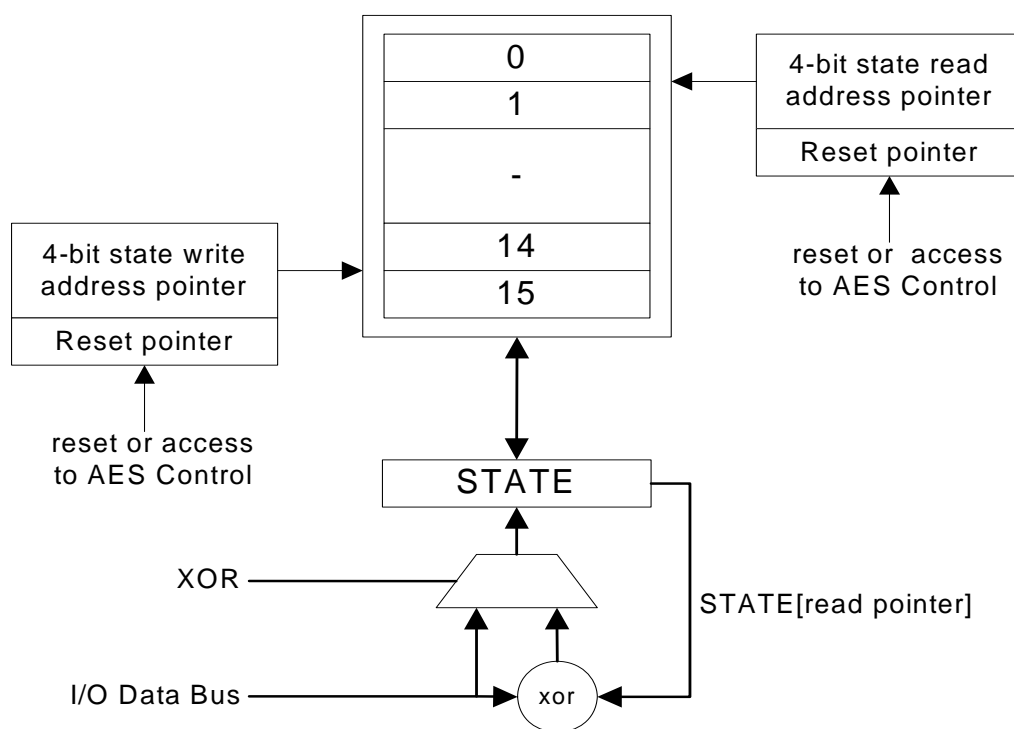 0
1
-
14
15
4-bit state read
address pointer
Reset pointer
reset or access
to AES Control
4-bit state write
address pointer
Reset pointer
reset or access
to AES Control
STATE
XOR
STATE[read pointer]
I/O Data Bus
xor